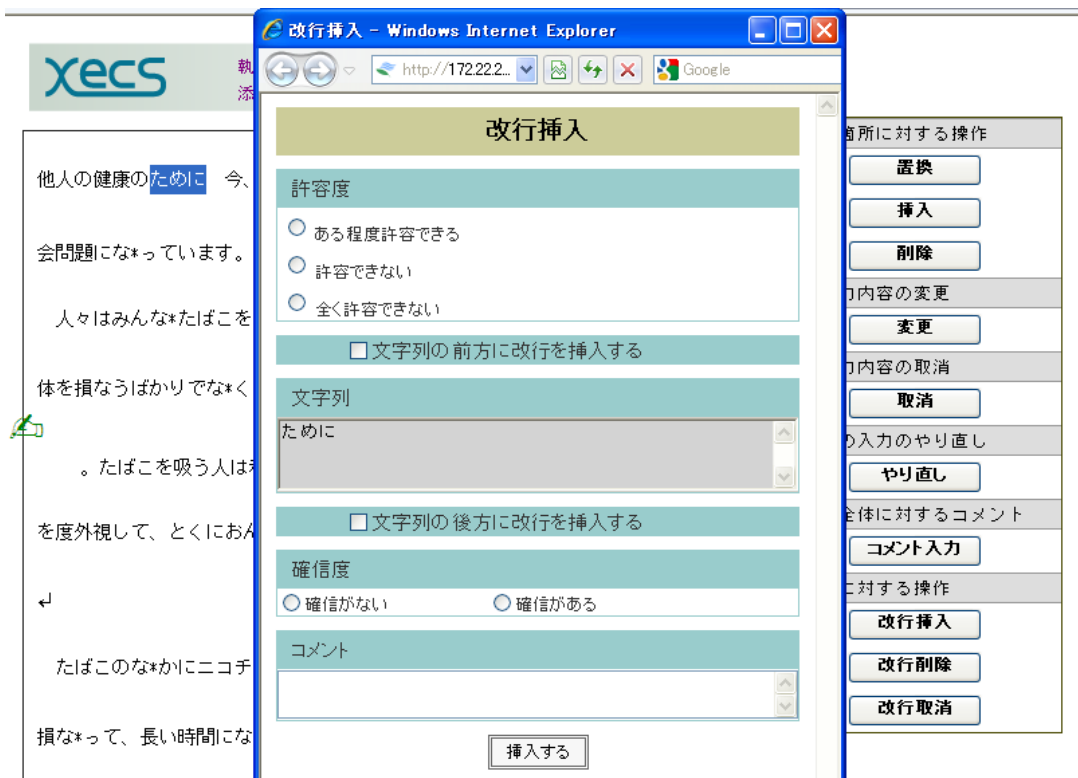 改行挿入 - Windows Internet Explorer
http://172.22.2...
Google
xecs
執
添
他人の健康のために　今、
会問題にな*っています。
人々はみんな*たばこを
体を損なうばかりでな*く
。たばこを吸う人は
を度外視して、とくにおん
↵
たばこのな*かにニコチ
損な*って、長い時間にな
改行挿入
許容度
ある程度許容できる
許容できない
全く許容できない
文字列の前方に改行を挿入する
文字列
ために
文字列の後方に改行を挿入する
確信度
確信がない
確信がある
コメント
挿入する
箇所に対する操作
置換
挿入
削除
力内容の変更
変更
力内容の取消
取消
の入力のやり直し
やり直し
全体に対するコメント
コメント入力
に対する操作
改行挿入
改行削除
改行取消